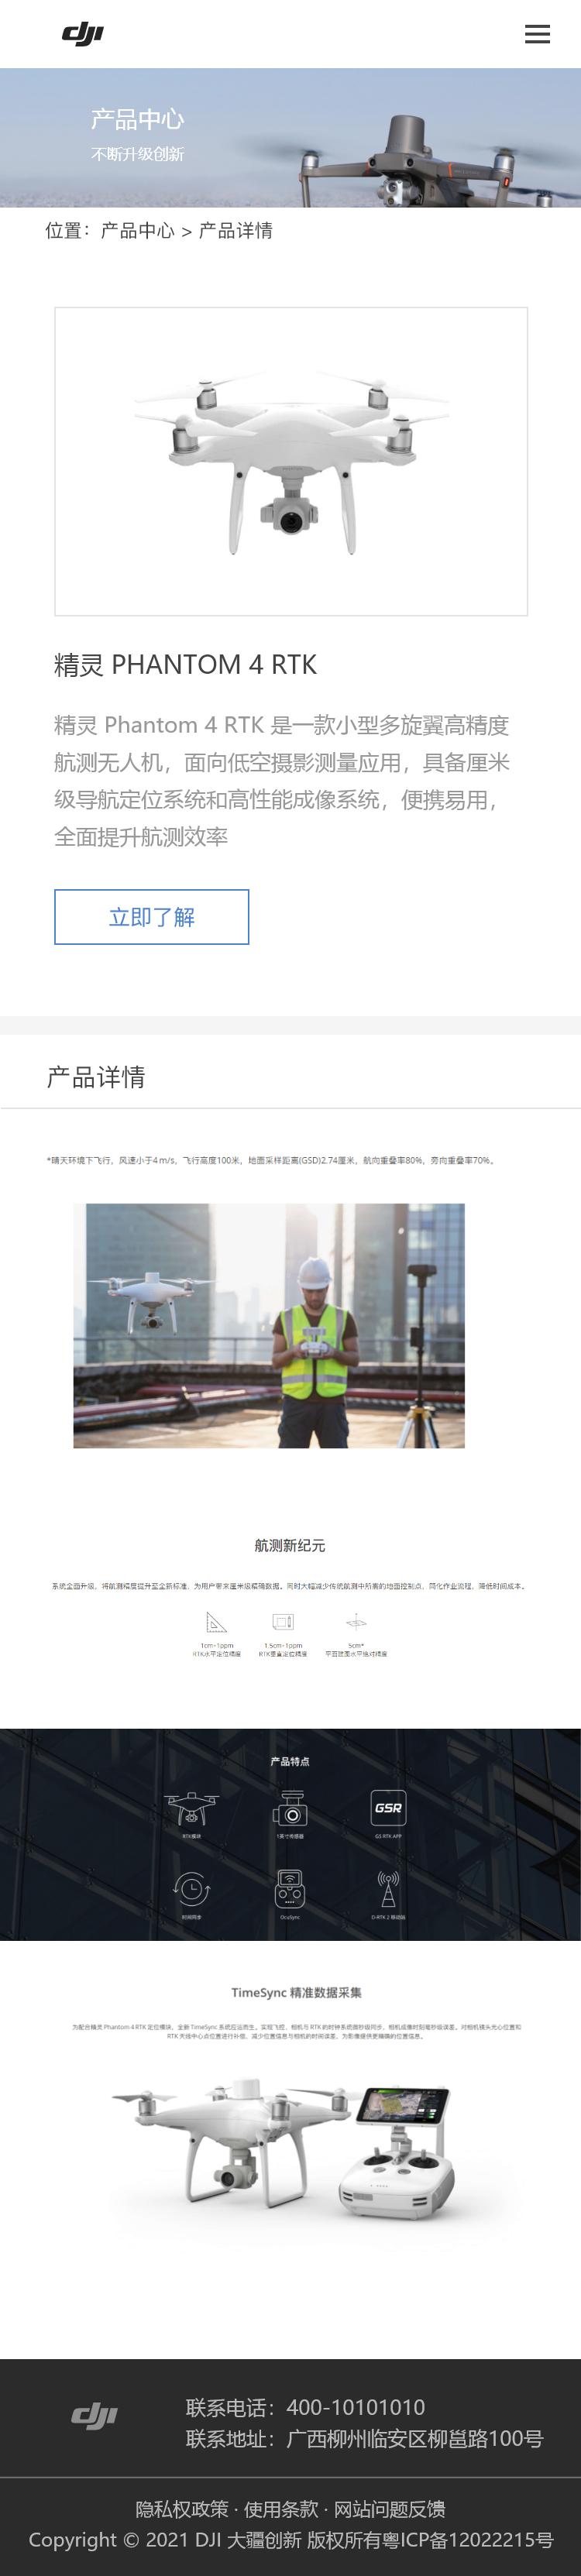 dji
产品中心
不断升级创新
位置：产品中心 > 产品详情
精灵 PHANTOM 4 RTK
精灵 Phantom 4 RTK 是一款小型多旋翼高精度
航测无人机，面向低空摄影测量应用，具备厘米
级导航定位系统和高性能成像系统，便携易用，
全面提升航测效率
立即了解
产品详情
*晴天环境下飞行，风速小于4 m/s，飞行高度100米，地面采样距离(GSD)2.74厘米，航向重叠率80%，旁向重叠率70%。
航测新纪元
系统全面升级，将航测精度提升至全新标准，为用户带来厘米级精确数据。同时大幅减少传统航测中所需的地面控制点，简化作业流程，降低时间成本。
1cm+1ppm 1.5cm+1ppm 5cm*
RTK水平定位精度 RTK垂直定位精度 平面地面水平绝对精度
产品特点
GSR
RTK模块 1英寸传感器 GS RTK APP
时间同步 OcuSync D-RTK 2 移动站
TimeSync 精准数据采集
为配合精灵 Phantom 4 RTK 定位模块，全新 TimeSync 系统应运而生。实现飞控、相机与 RTK 的时钟系统微秒级同步，相机成像时刻毫秒级误差。对相机镜头光心位置和
RTK 天线中心点位置进行补偿，减少位置信息与相机的时间误差，为影像提供更精确的位置信息。
dji
联系电话：400-10101010
联系地址：广西柳州临安区柳邕路100号
隐私权政策 · 使用条款 · 网站问题反馈
Copyright © 2021 DJI 大疆创新 版权所有粤ICP备12022215号